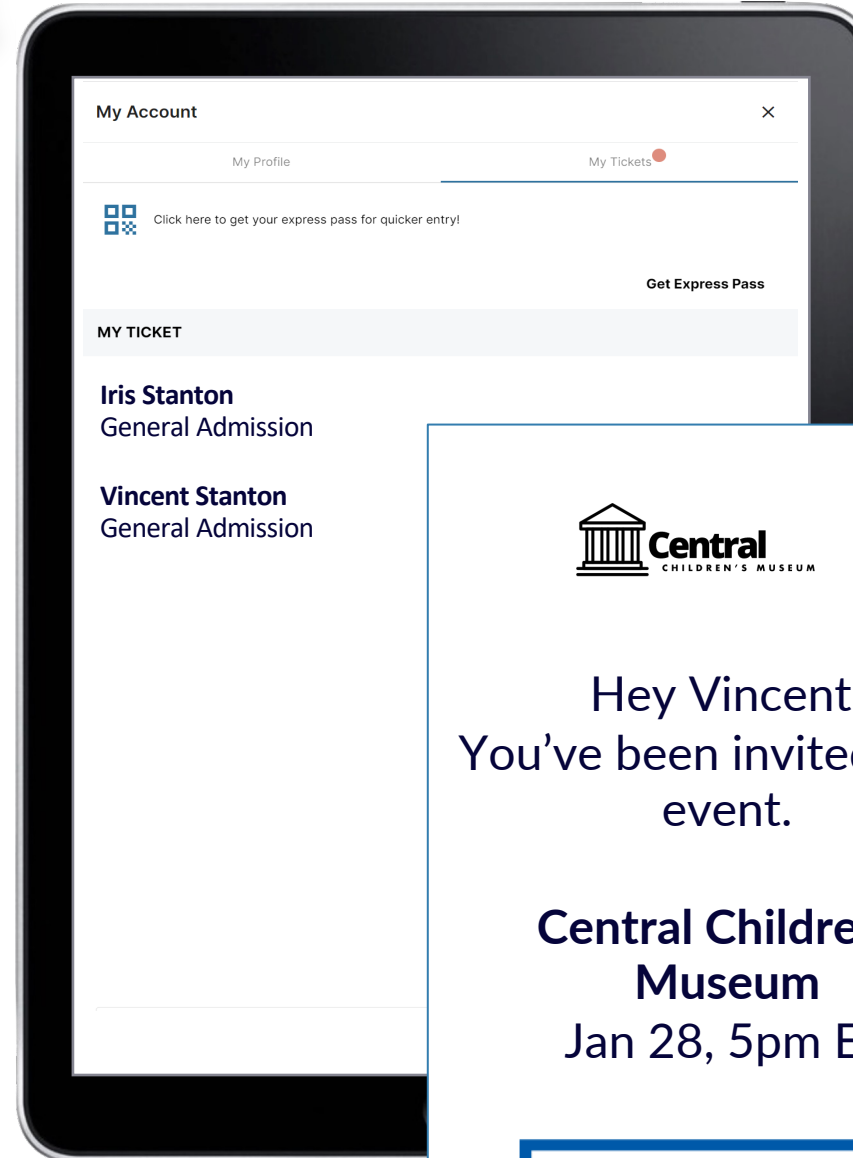 My Account
My Profile
My Tickets
Click here to get your express pass for quicker entry!
Get Express Pass
MY TICKET
Iris Stanton
General Admission
Vincent Stanton
General Admission
Central
CHILDREN'S MUSEUM
Hey Vincent
You've been invited
event.
Central
Museum
Jan 28, 5pm